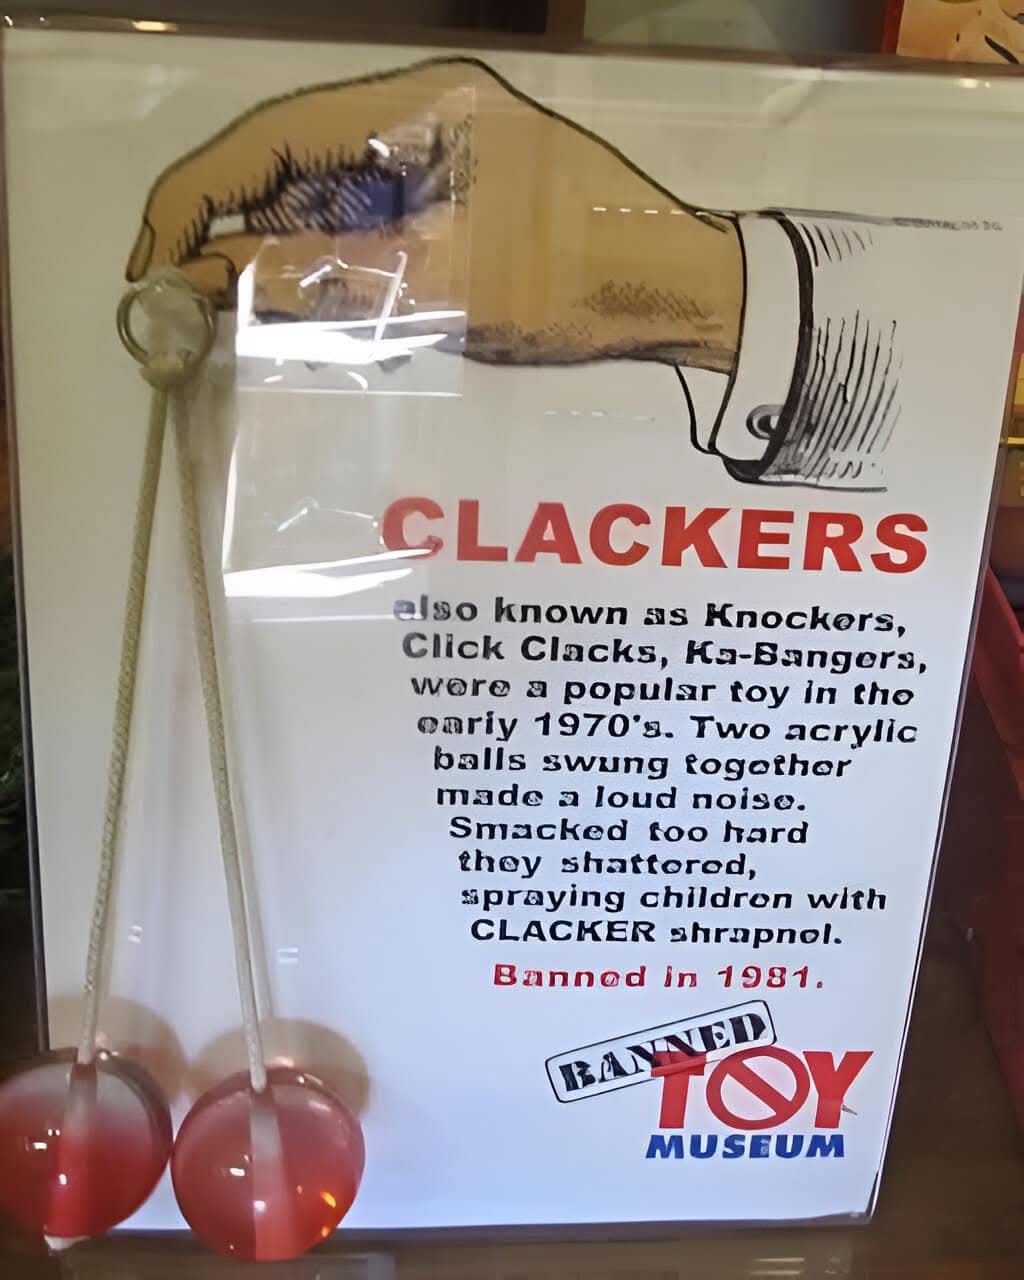 CLACKERS
also known as Knockers,
Click Clacks, Ka-Bangers,
were a popular toy in the
early 1970's. Two acrylic
balls swung together
made a loud noise.
Smacked too hard
they shattered,
spraying children with
CLACKER shrapnel.
Banned in 1981.
BANNED
TOY
MUSEUM